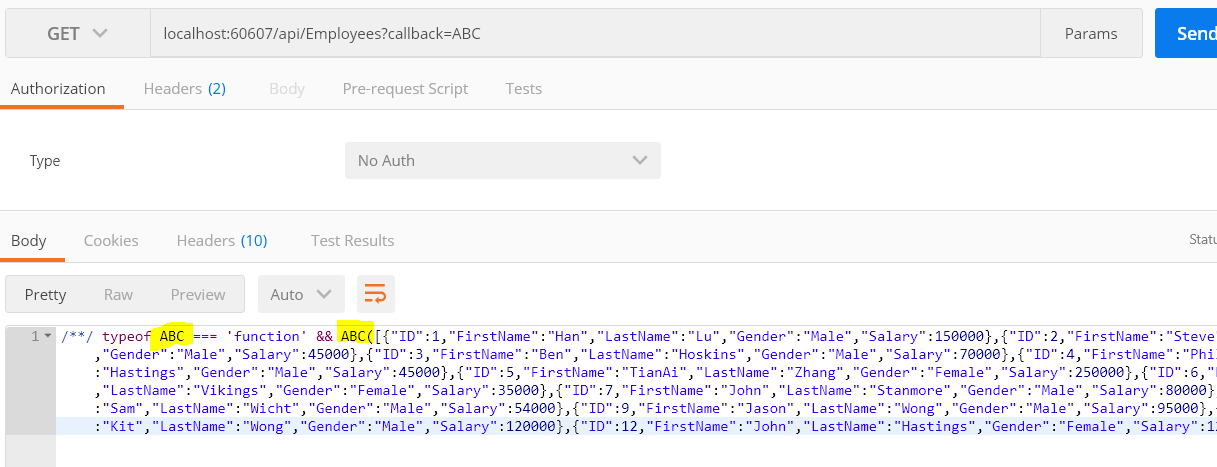 GET localhost:60607/api/Employees?callback=ABC Params Send
Authorization Headers (2) Body Pre-request Script Tests
Type No Auth
Body Cookies Headers (10) Test Results Statu
Pretty Raw Preview Auto
1 /**/ typeof ABC === 'function' && ABC([{"ID":1,"FirstName":"Han","LastName":"Lu","Gender":"Male","Salary":150000},{"ID":2,"FirstName":"Steve
,"Gender":"Male","Salary":45000},{"ID":3,"FirstName":"Ben","LastName":"Hoskins","Gender":"Male","Salary":70000},{"ID":4,"FirstName":"Phil
:"Hastings","Gender":"Male","Salary":45000},{"ID":5,"FirstName":"TianAi","LastName":"Zhang","Gender":"Female","Salary":250000},{"ID":6,"
,"LastName":"Vikings","Gender":"Female","Salary":35000},{"ID":7,"FirstName":"John","LastName":"Stanmore","Gender":"Male","Salary":80000}
:"Sam","LastName":"Wicht","Gender":"Male","Salary":54000},{"ID":9,"FirstName":"Jason","LastName":"Wong","Gender":"Male","Salary":95000},
:"Kit","LastName":"Wong","Gender":"Male","Salary":120000},{"ID":12,"FirstName":"John","LastName":"Hastings","Gender":"Female","Salary":12